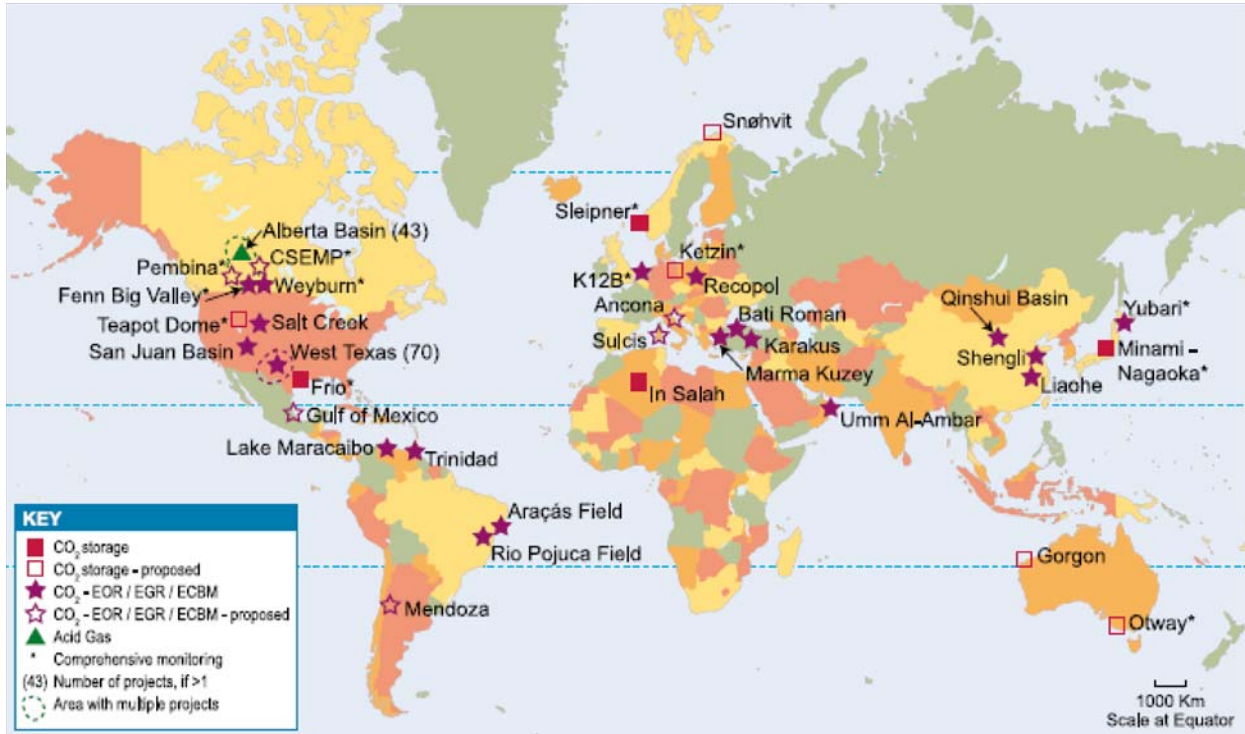 Snøhvit
Sleipner*
Alberta Basin (43)
CSEMP*
Pembina*
Ketzin*
K12B*
Recopol
Fenn Big Valley*
Weyburn*
Ancona
Qinshui Basin
Yubari*
Teapot Dome*
Salt Creek
Bati Roman
Sulcis
Karakus
San Juan Basin
West Texas (70)
Shengli
Minami -
Nagaoka*
Marma Kuzey
Liaohe
Frio*
In Salah
Gulf of Mexico
Umm Al-Ambar
Lake Maracaibo
Trinidad
Araçás Field
Rio Pojuca Field
Gorgon
Mendoza
Otway*
KEY
CO₂ storage
CO₂ storage - proposed
CO₂ - EOR / EGR / ECBM
CO₂ - EOR / EGR / ECBM - proposed
Acid Gas
* Comprehensive monitoring
(43) Number of projects, if >1
Area with multiple projects
1000 Km
Scale at Equator